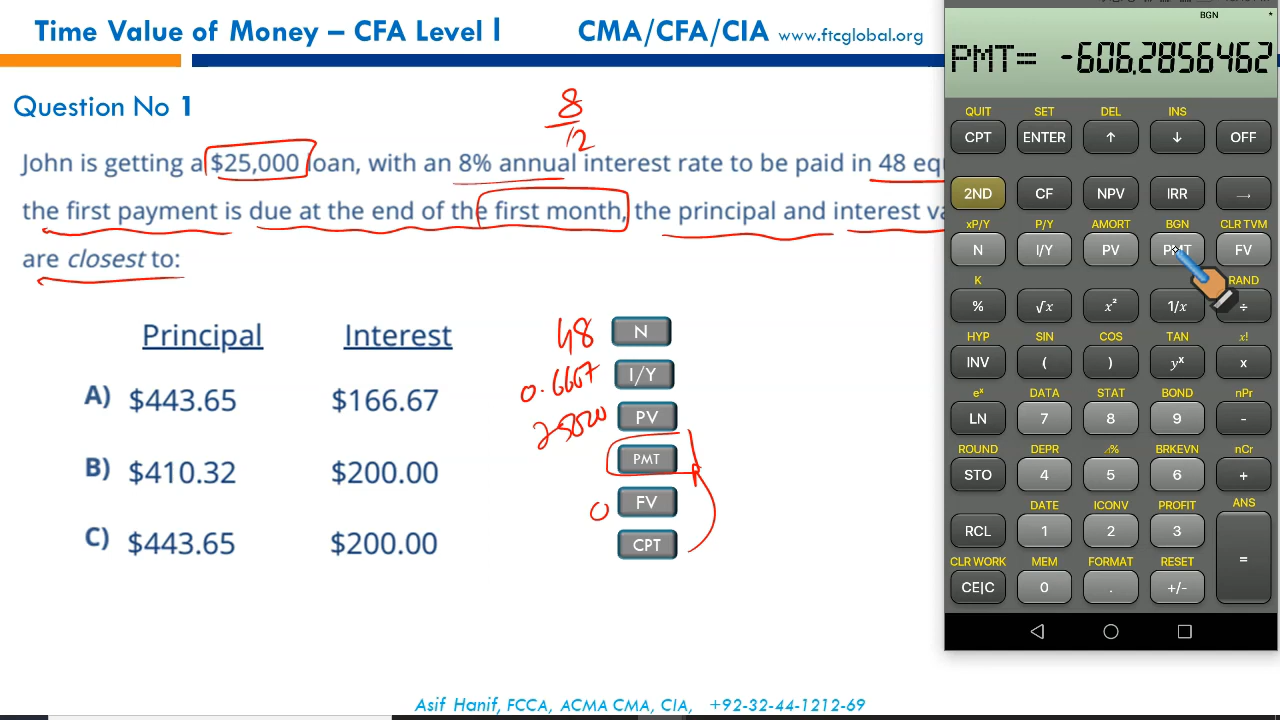 Time Value of Money – CFA Level I CMA/CFA/CIA www.ftcglobal.org
Question No 1
8
12
John is getting a $25,000 loan, with an 8% annual interest rate to be paid in 48
the first payment is due at the end of the first month, the principal and interest
are closest to:
Principal Interest
A) $443.65 $166.67
B) $410.32 $200.00
C) $443.65 $200.00
48 N
0.6667 I/Y
25000 PV
PMT
0 FV
CPT
Asif Hanif, FCCA, ACMA CMA, CIA, +92-32-44-1212-69
BGN *
PMT= -606.2856462
QUIT SET DEL INS
CPT ENTER ↑ ↓ OFF
2ND CF NPV IRR →
xP/Y P/Y AMORT BGN CLR TVM
N I/Y PV PMT FV
K RAND
% √x x² 1/x ÷
HYP SIN COS TAN x!
INV ( ) yˣ x
eˣ DATA STAT BOND nPr
LN 7 8 9 -
ROUND DEPR ⊿% BRKEVN nCr
STO 4 5 6 +
DATE ICONV PROFIT ANS
RCL 1 2 3 =
CLR WORK MEM FORMAT RESET
CE|C 0 . +/-